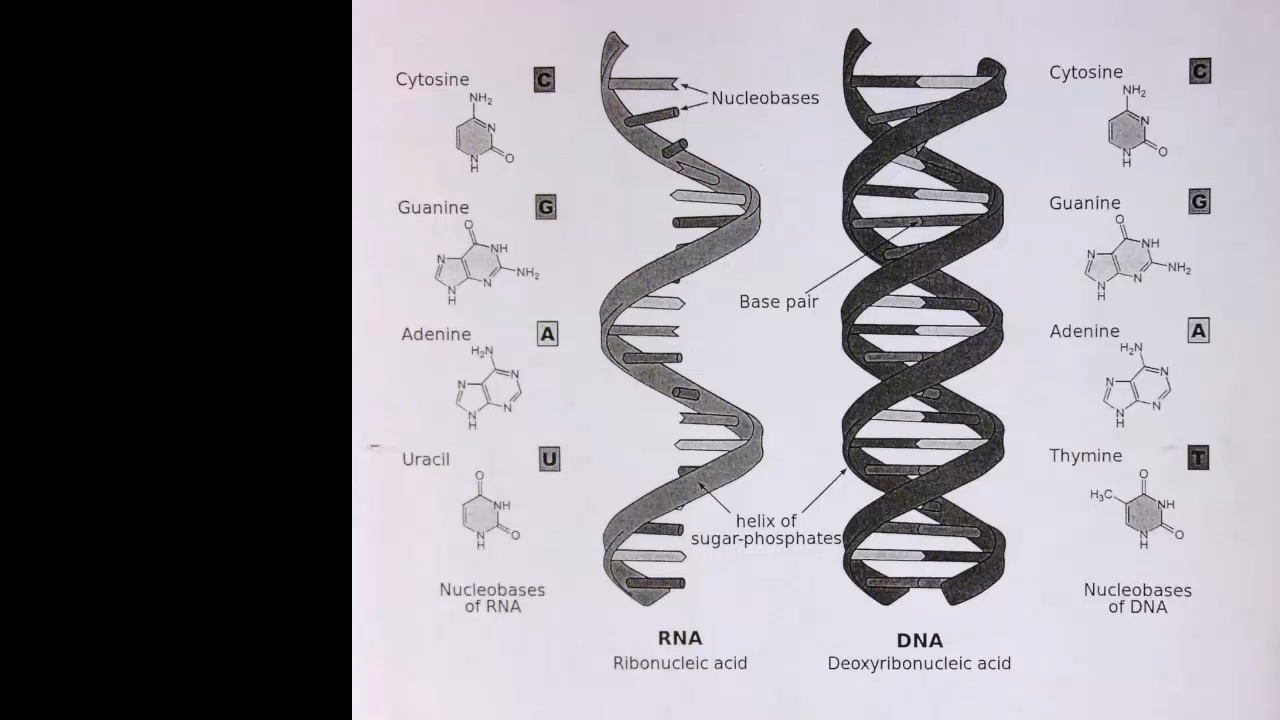 Cytosine
C
NH₂
N
N
H
O
Guanine
G
O
N
NH
N
H
N
NH₂
Adenine
A
H₂N
N
N
N
H
N
Uracil
U
O
NH
N
H
O
Nucleobases
of RNA
Nucleobases
Base pair
helix of
sugar-phosphates
RNA
Ribonucleic acid
DNA
Deoxyribonucleic acid
Cytosine
C
NH₂
N
N
H
O
Guanine
G
O
N
NH
N
H
N
NH₂
Adenine
A
H₂N
N
N
N
H
N
Thymine
T
O
H₃C
NH
N
H
O
Nucleobases
of DNA